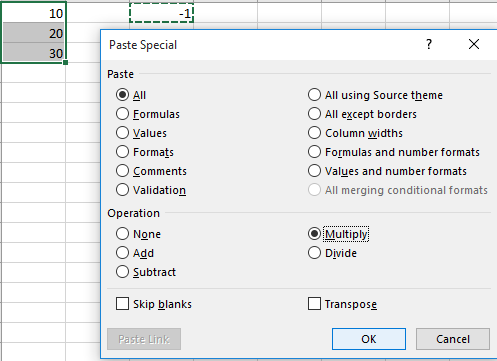 10 -1
20
30
Paste Special ?
Paste
All All using Source theme
Formulas All except borders
Values Column widths
Formats Formulas and number formats
Comments Values and number formats
Validation All merging conditional formats
Operation
None Multiply
Add Divide
Subtract
Skip blanks Transpose
Paste Link OK Cancel